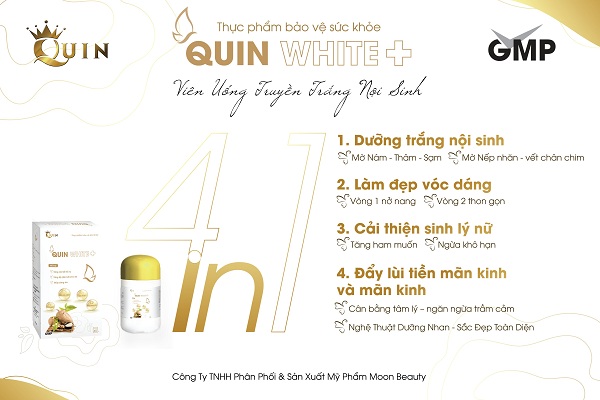 QUIN
Thực phẩm bảo vệ sức khỏe
QUIN WHITE +
GMP
Viên Uống Truyền Trắng Nội Sinh
4in1
1. Dưỡng trắng nội sinh
Mờ Nám - Thâm - Sạm Mờ Nếp nhăn - vết chân chim
2. Làm đẹp vóc dáng
Vòng 1 nở nang Vòng 2 thon gọn
3. Cải thiện sinh lý nữ
Tăng ham muốn Ngừa khô hạn
4. Đẩy lùi tiền mãn kinh
và mãn kinh
Cân bằng tâm lý – ngăn ngừa trầm cảm
Nghệ Thuật Dưỡng Nhan - Sắc Đẹp Toàn Diện
QUIN
QUIN WHITE +
Công Ty TNHH Phân Phối & Sản Xuất Mỹ Phẩm Moon Beauty